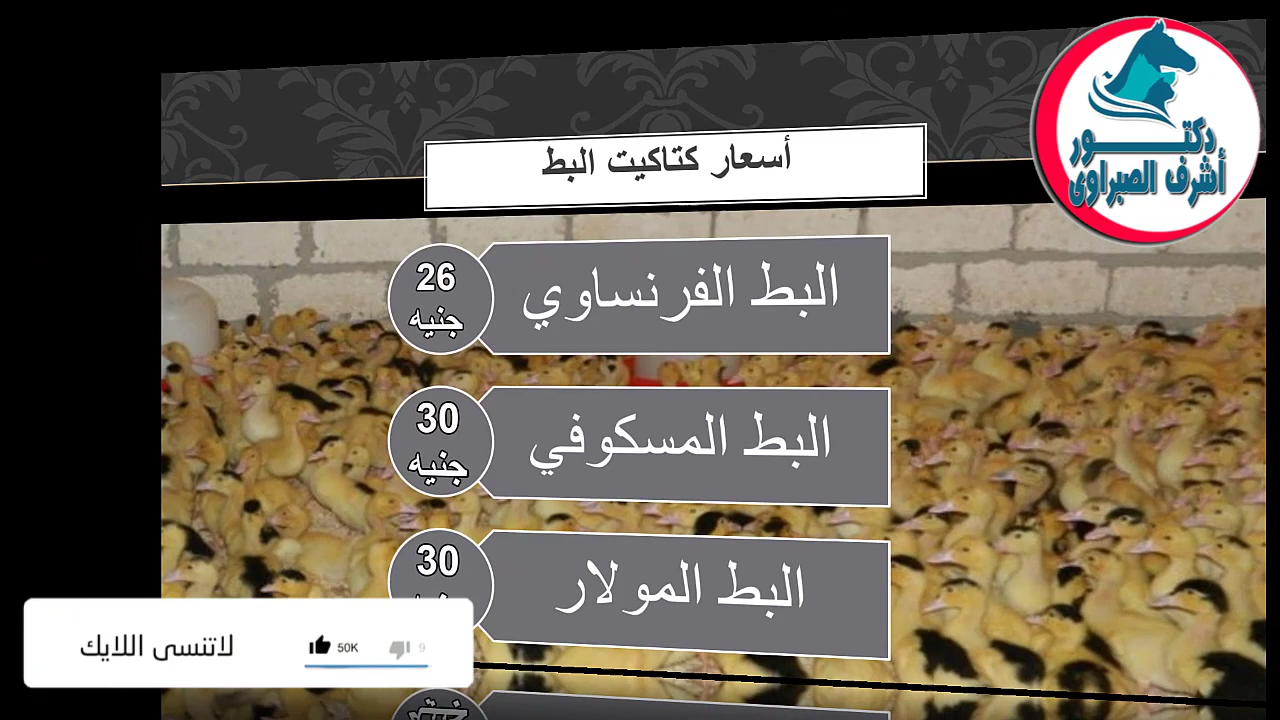 دكتور
أشرف الصبراوى
أسعار كتاكيت البط
البط الفرنساوي
26
جنيه
البط المسكوفي
30
جنيه
البط المولار
30
لاتنسى اللايك
50K
9